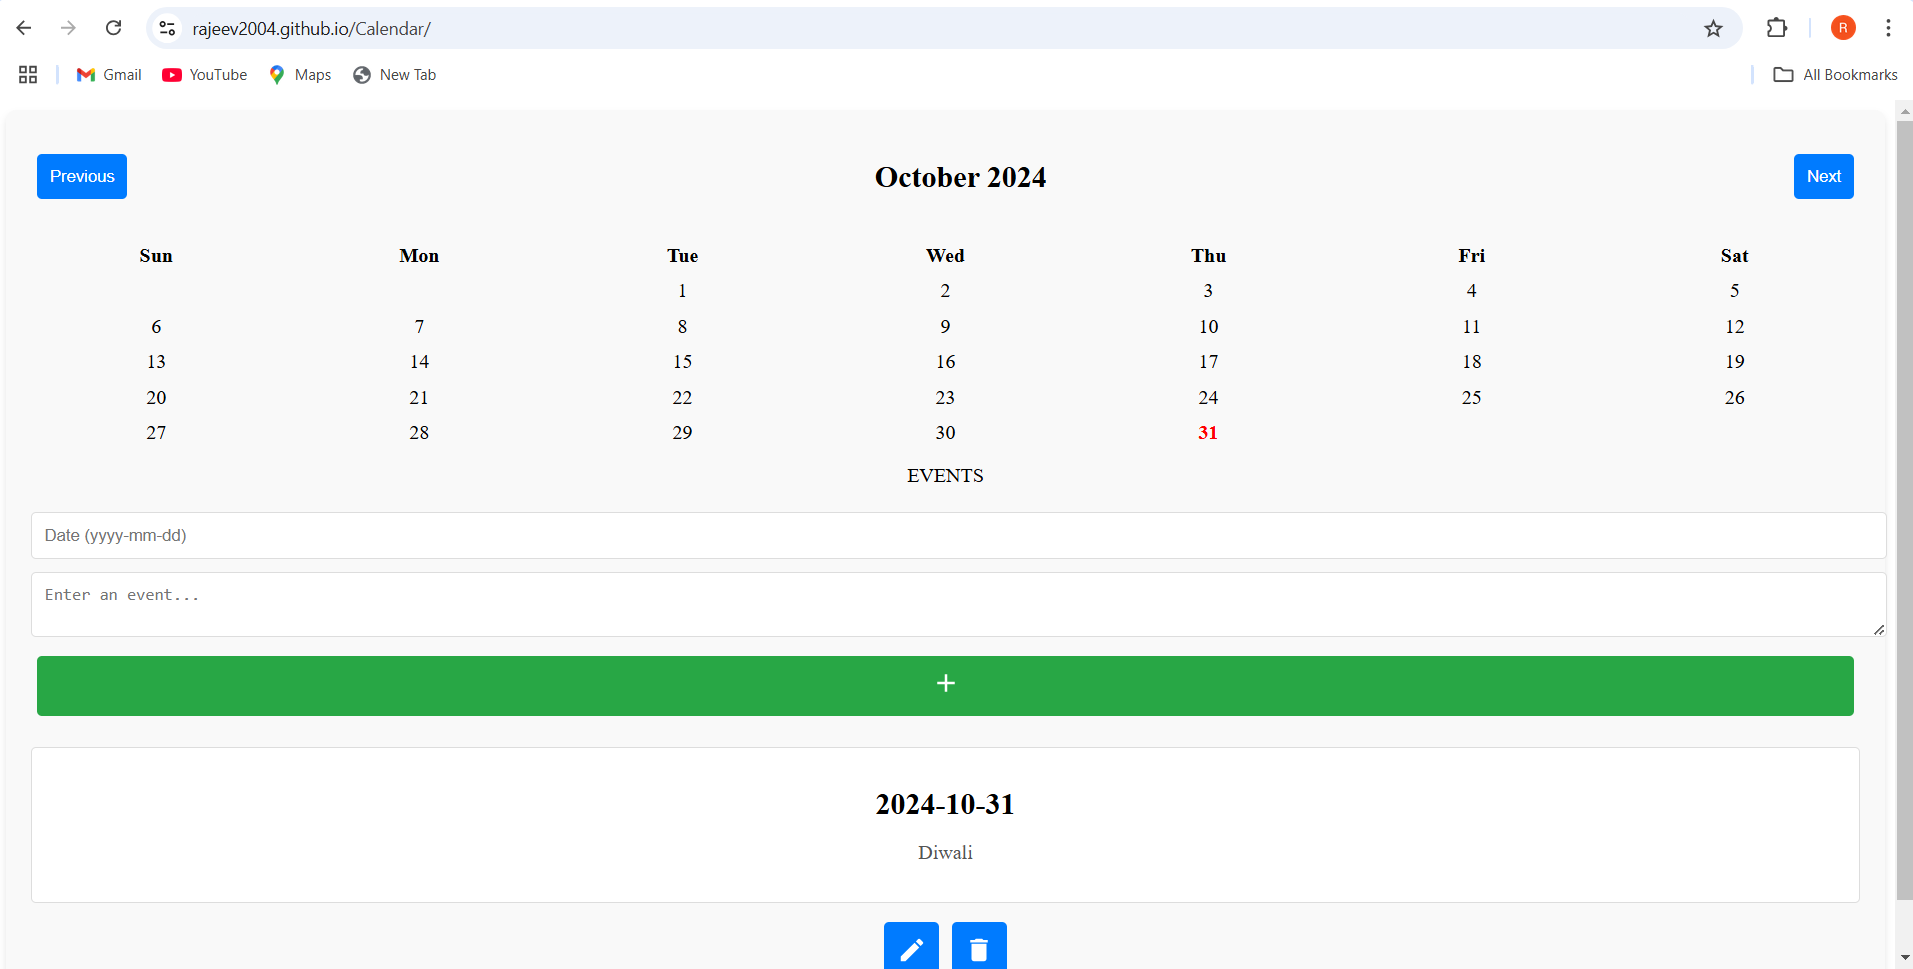 rajeev2004.github.io/Calendar/
R
Gmail YouTube Maps New Tab All Bookmarks
Previous October 2024 Next
Sun Mon Tue Wed Thu Fri Sat
1 2 3 4 5
6 7 8 9 10 11 12
13 14 15 16 17 18 19
20 21 22 23 24 25 26
27 28 29 30 31
EVENTS
Date (yyyy-mm-dd)
Enter an event...
+
2024-10-31
Diwali